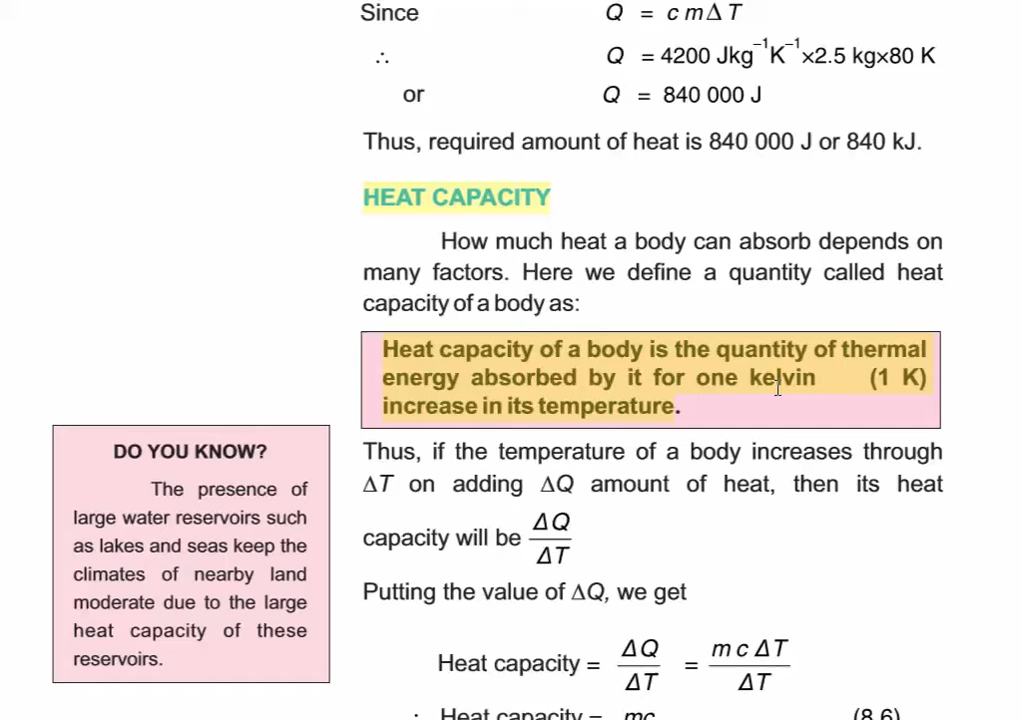 Since Q = c m Δ T
∴ Q = 4200 Jkg⁻¹K⁻¹×2.5 kg×80 K
or Q = 840 000 J
Thus, required amount of heat is 840 000 J or 840 kJ.
HEAT CAPACITY
How much heat a body can absorb depends on
many factors. Here we define a quantity called heat
capacity of a body as:
Heat capacity of a body is the quantity of thermal
energy absorbed by it for one kelvin (1 K)
increase in its temperature.
DO YOU KNOW?
The presence of
large water reservoirs such
as lakes and seas keep the
climates of nearby land
moderate due to the large
heat capacity of these
reservoirs.
Thus, if the temperature of a body increases through
ΔT on adding ΔQ amount of heat, then its heat
capacity will be ΔQ/ΔT
Putting the value of ΔQ, we get
Heat capacity = ΔQ/ΔT = m c ΔT/ΔT
Heat capacity = mc (8.6)